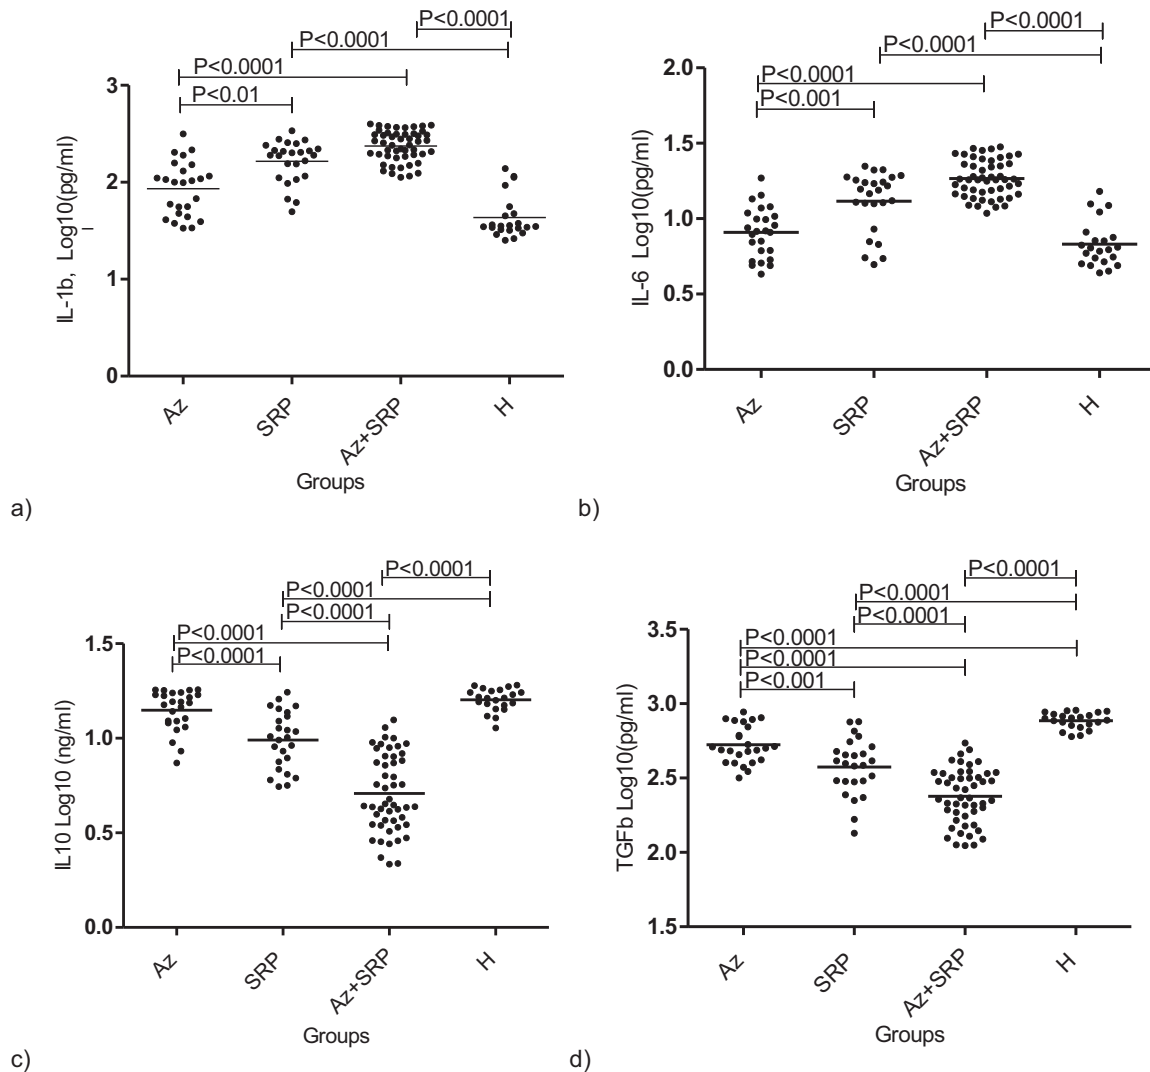 P<0.0001
P<0.0001
P<0.0001
P<0.01
IL-1b, Log10(pg/ml)
3
2
1
0
Az
SRP
Az+SRP
H
Groups
a)
P<0.0001
P<0.0001
P<0.0001
P<0.001
IL-6 Log10(pg/ml)
2.0
1.5
1.0
0.5
0.0
Az
SRP
Az+SRP
H
Groups
b)
P<0.0001
P<0.0001
P<0.0001
P<0.0001
P<0.0001
IL10 Log10 (ng/ml)
1.5
1.0
0.5
0.0
Az
SRP
Az+SRP
H
Groups
c)
P<0.0001
P<0.0001
P<0.0001
P<0.0001
P<0.0001
P<0.001
TGFb Log10(pg/ml)
3.5
3.0
2.5
2.0
1.5
Az
SRP
Az+SRP
H
Groups
d)